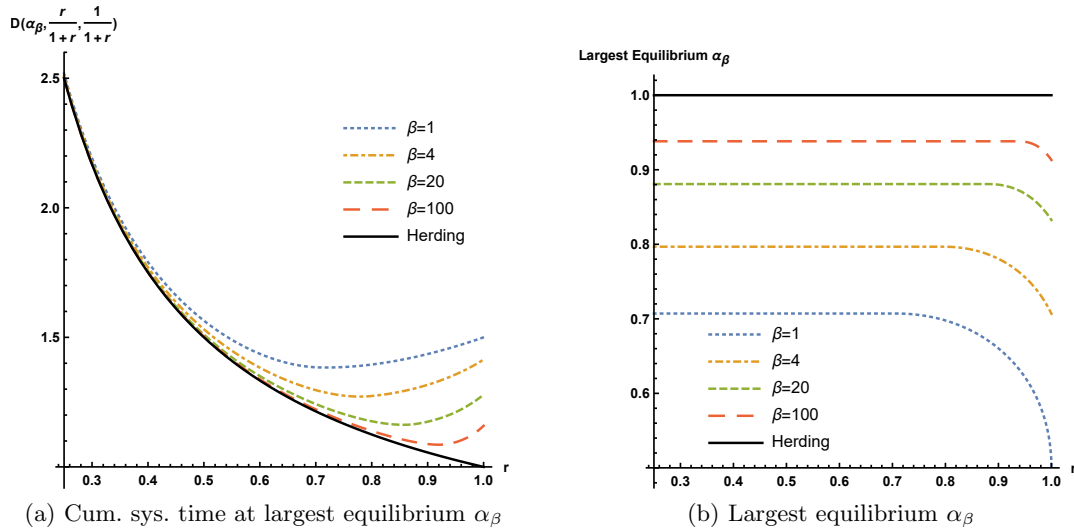 D(α_β, r/(1+r), 1/(1+r))
2.5
2.0
1.5
0.3 0.4 0.5 0.6 0.7 0.8 0.9 1.0 r
β=1
β=4
β=20
β=100
Herding
(a) Cum. sys. time at largest equilibrium α_β
Largest Equilibrium α_β
1.0
0.9
0.8
0.7
0.6
0.3 0.4 0.5 0.6 0.7 0.8 0.9 1.0 r
β=1
β=4
β=20
β=100
Herding
(b) Largest equilibrium α_β